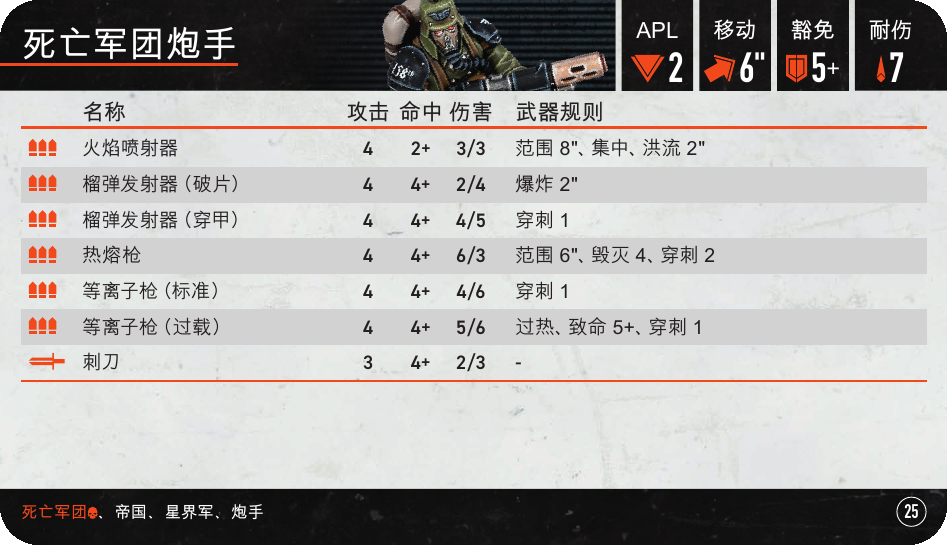 死亡军团炮手
APL 移动 豁免 耐伤
2 6" 5+ 7
158th
名称 攻击 命中 伤害 武器规则
火焰喷射器 4 2+ 3/3 范围 8"、集中、洪流 2"
榴弹发射器（破片） 4 4+ 2/4 爆炸 2"
榴弹发射器（穿甲） 4 4+ 4/5 穿刺 1
热熔枪 4 4+ 6/3 范围 6"、毁灭 4、穿刺 2
等离子枪（标准） 4 4+ 4/6 穿刺 1
等离子枪（过载） 4 4+ 5/6 过热、致命 5+、穿刺 1
刺刀 3 4+ 2/3 -
死亡军团、帝国、星界军、炮手
25